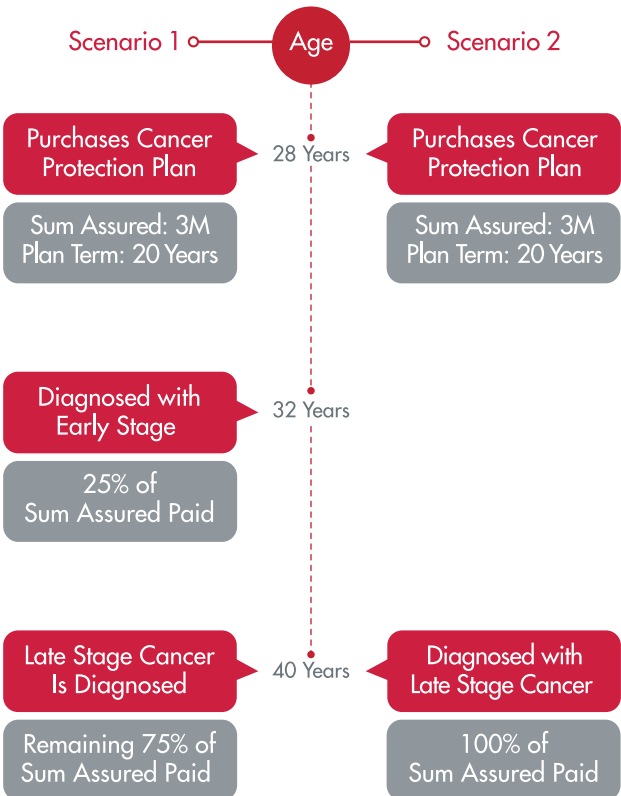 Scenario 1
Age
Scenario 2
Purchases Cancer
Protection Plan
28 Years
Purchases Cancer
Protection Plan
Sum Assured: 3M
Plan Term: 20 Years
Sum Assured: 3M
Plan Term: 20 Years
Diagnosed with
Early Stage
32 Years
25% of
Sum Assured Paid
Late Stage Cancer
Is Diagnosed
40 Years
Diagnosed with
Late Stage Cancer
Remaining 75% of
Sum Assured Paid
100% of
Sum Assured Paid